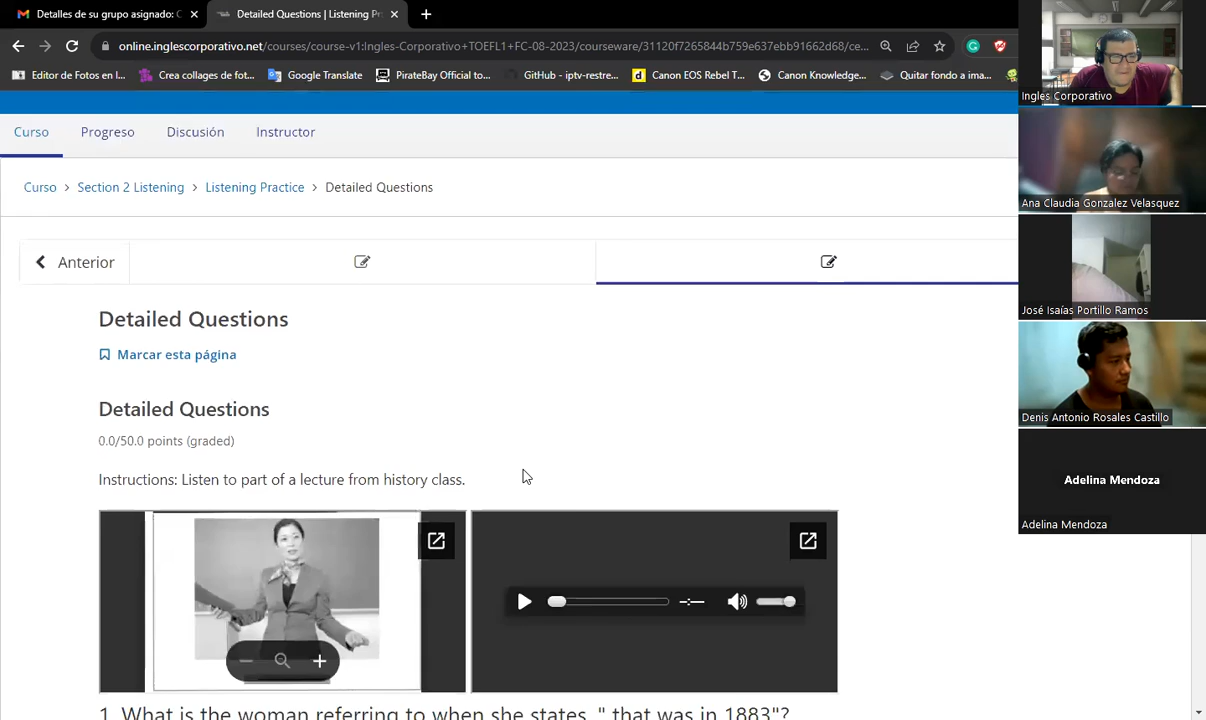 Detalles de su grupo asignado: C
Detailed Questions | Listening Pr
online.inglescorporativo.net/courses/course-v1:Ingles-Corporativo+TOEFL1+FC-08-2023/courseware/31120f7265844b759e637ebb91662d68/ce...
Editor de Fotos en l...
Crea collages de fot...
Google Translate
PirateBay Official to...
GitHub - iptv-restre...
Canon EOS Rebel T...
Canon Knowledge...
Quitar fondo a ima...
Curso
Progreso
Discusión
Instructor
Curso > Section 2 Listening > Listening Practice > Detailed Questions
Anterior
Detailed Questions
Marcar esta página
Detailed Questions
0.0/50.0 points (graded)
Instructions: Listen to part of a lecture from history class.
-:--
1. What is the woman referring to when she states, " that was in 1883"?
Ingles Corporativo
Ana Claudia Gonzalez Velasquez
José Isaías Portillo Ramos
Denis Antonio Rosales Castillo
Adelina Mendoza
Adelina Mendoza